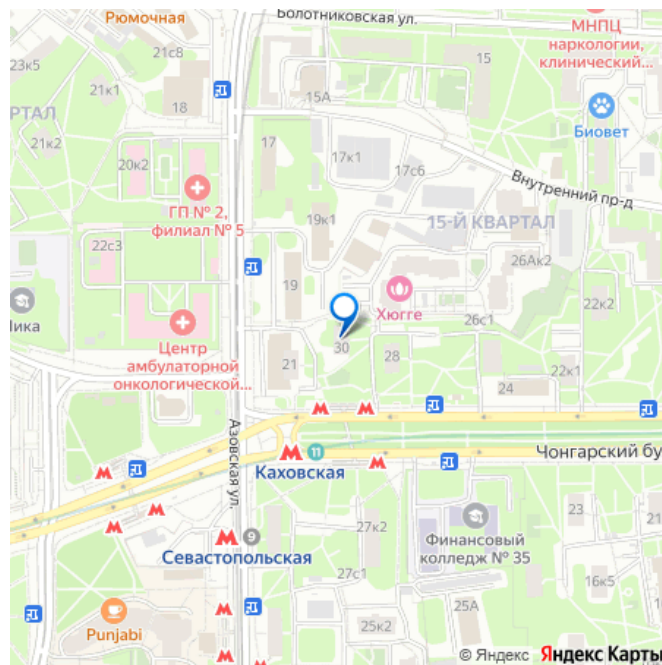 Рюмочная
Болотниковская ул.
МНПЦ
наркологии,
клинический...
21с8
23к5
21к1
18
15А
15
Биовет
РТАЛ
21к2
20к2
17
17к1
17с6
Внутренний пр-д
ГП № 2,
филиал № 5
22с3
19к1
15-Й КВАРТАЛ
26Ак2
19
Хюгге
26с1
22к2
Центр
амбулаторной
онкологической...
21
30
28
24
22к1
Азовская ул.
Каховская
11
Чонгарский бу
Севастопольская
9
27к2
Финансовый
колледж № 35
23
27с1
16к5
25А
25к2
Punjabi
© Яндекс Яндекс Карты